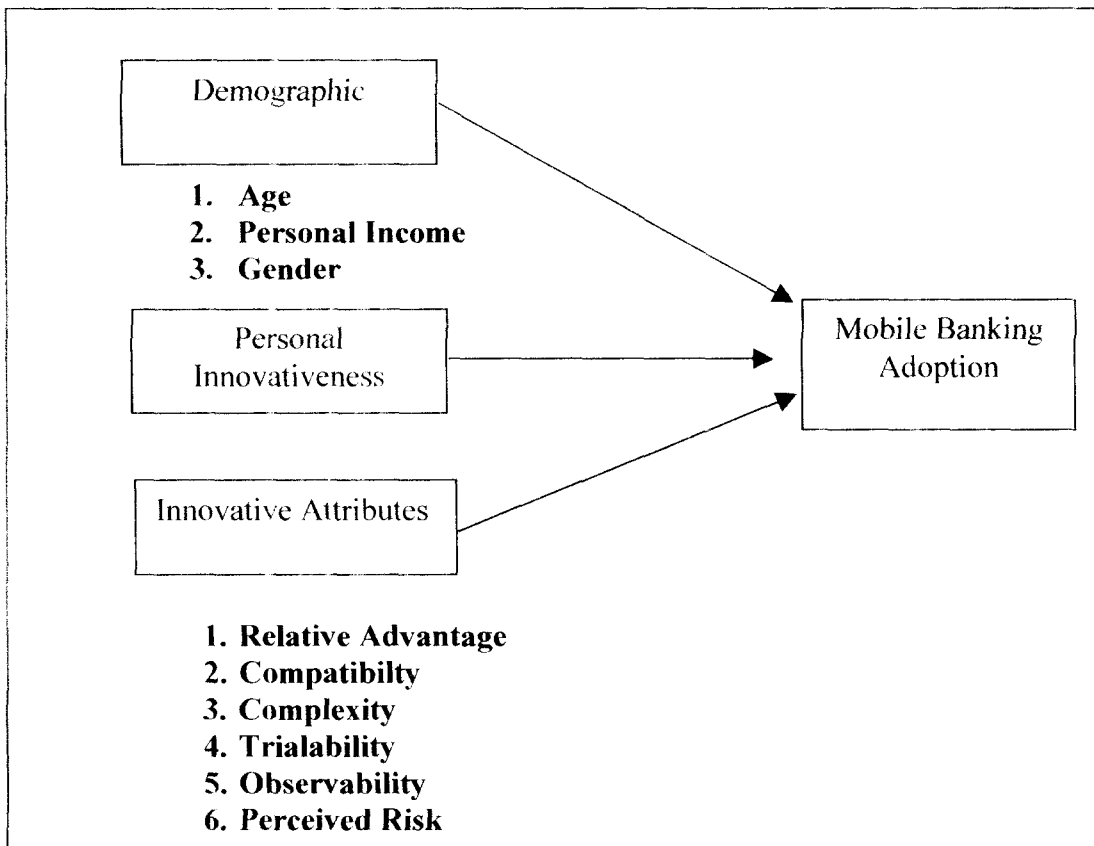 Demographic
1. Age
2. Personal Income
3. Gender
Personal
Innovativeness
Mobile Banking
Adoption
Innovative Attributes
1. Relative Advantage
2. Compatibilty
3. Complexity
4. Trialability
5. Observability
6. Perceived Risk